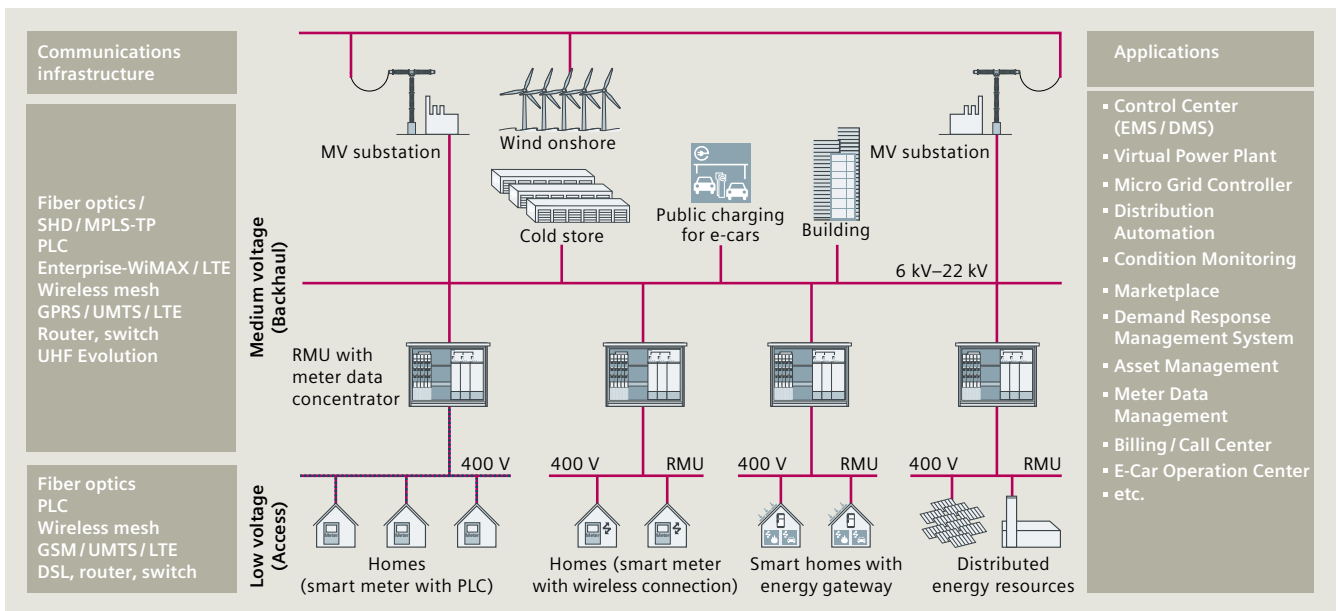 Communications
infrastructure
Fiber optics /
SHD / MPLS-TP
PLC
Enterprise-WiMAX / LTE
Wireless mesh
GPRS / UMTS / LTE
Router, switch
UHF Evolution
Fiber optics
PLC
Wireless mesh
GSM / UMTS / LTE
DSL, router, switch
Medium voltage
(Backhaul)
Low voltage
(Access)
MV substation
Wind onshore
MV substation
Cold store
Public charging
for e-cars
Building
6 kV–22 kV
RMU with
meter data
concentrator
400 V
400 V
RMU
400 V
RMU
400 V
RMU
Meter
Meter
Meter
Meter
Meter
Homes
(smart meter with PLC)
Homes (smart meter
with wireless connection)
Smart homes with
energy gateway
Distributed
energy resources
Applications
▪ Control Center
(EMS / DMS)
▪ Virtual Power Plant
▪ Micro Grid Controller
▪ Distribution
Automation
▪ Condition Monitoring
▪ Marketplace
▪ Demand Response
Management System
▪ Asset Management
▪ Meter Data
Management
▪ Billing / Call Center
▪ E-Car Operation Center
▪ etc.